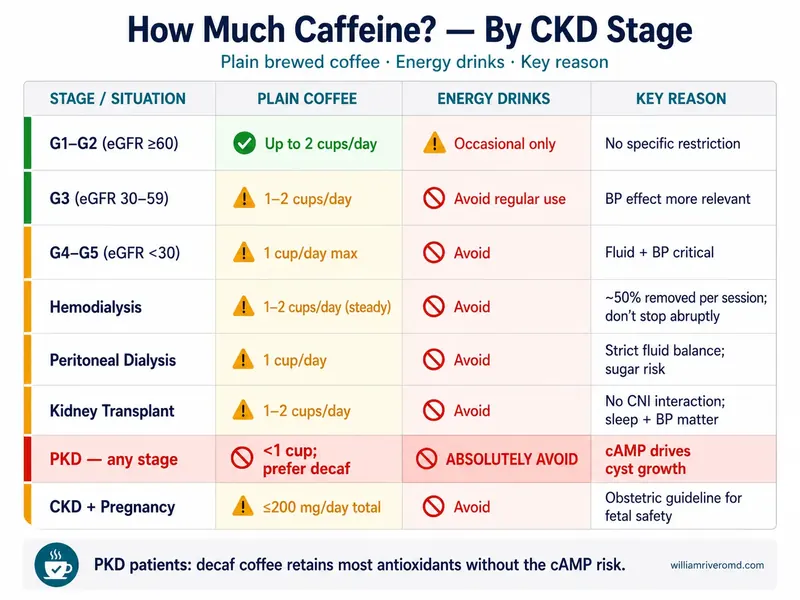 How Much Caffeine? — By CKD Stage
Plain brewed coffee · Energy drinks · Key reason
STAGE / SITUATION PLAIN COFFEE ENERGY DRINKS KEY REASON
G1–G2 (eGFR ≥60) Up to 2 cups/day Occasional only No specific restriction
G3 (eGFR 30–59) 1–2 cups/day Avoid regular use BP effect more relevant
G4–G5 (eGFR <30) 1 cup/day max Avoid Fluid + BP critical
Hemodialysis 1–2 cups/day (steady) Avoid ~50% removed per session;
don't stop abruptly
Peritoneal Dialysis 1 cup/day Avoid Strict fluid balance;
sugar risk
Kidney Transplant 1–2 cups/day Avoid No CNI interaction;
sleep + BP matter
PKD — any stage <1 cup;
prefer decaf ABSOLUTELY AVOID cAMP drives
cyst growth
CKD + Pregnancy ≤200 mg/day total Avoid Obstetric guideline for
fetal safety
PKD patients: decaf coffee retains most antioxidants without the cAMP risk.
williamriveromd.com